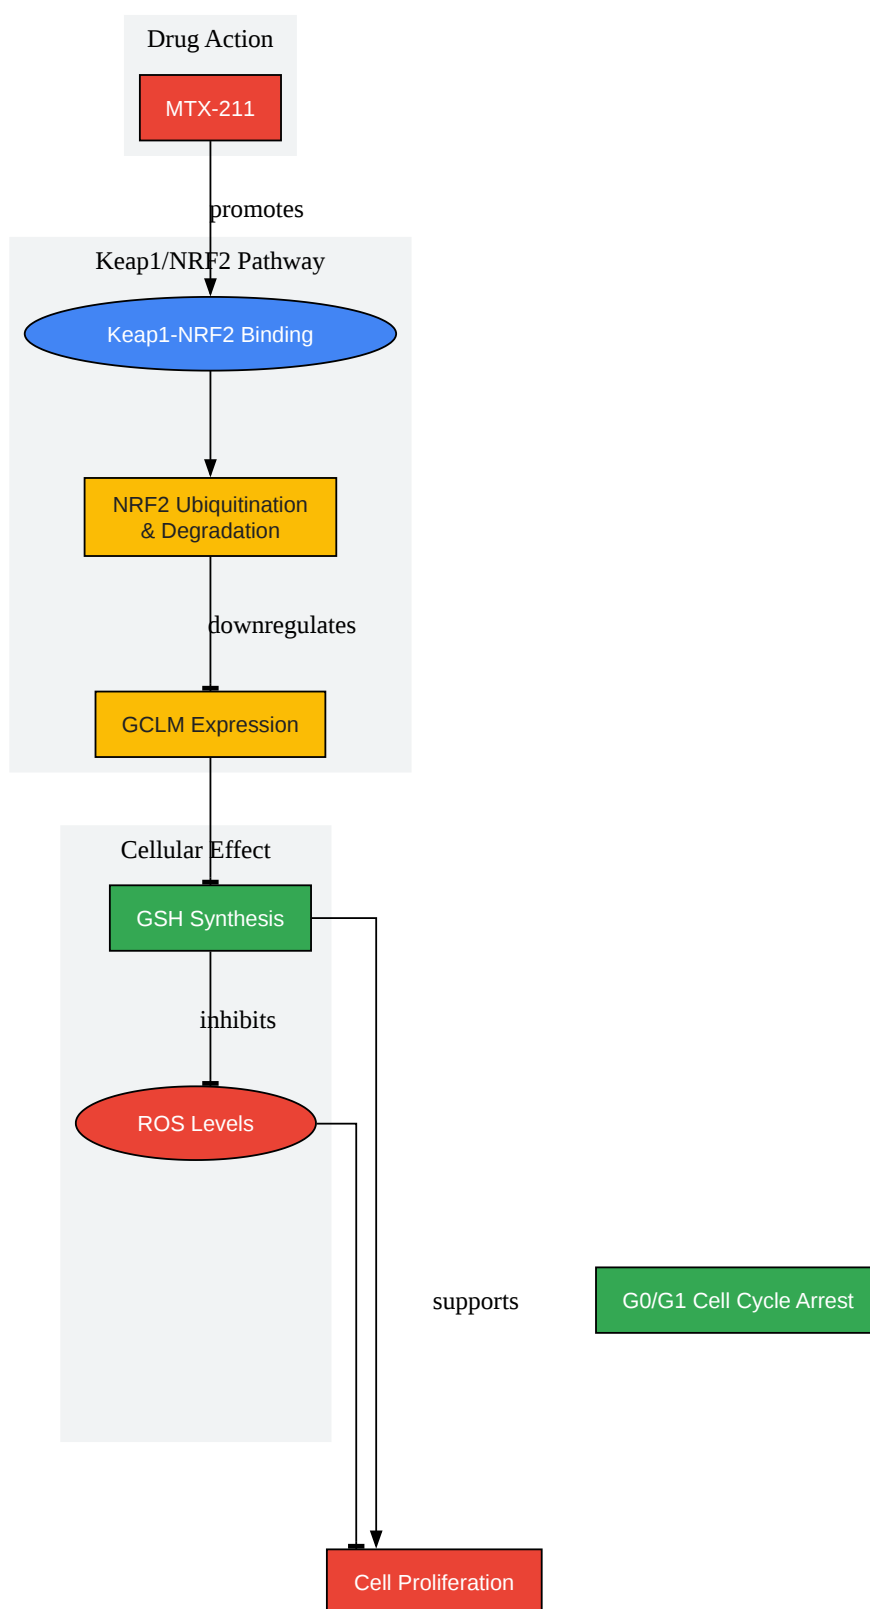 Drug Action
MTX-211
promotes
Keap1/NRF2 Pathway
Keap1-NRF2 Binding
NRF2 Ubiquitination
& Degradation
downregulates
GCLM Expression
Cellular Effect
GSH Synthesis
inhibits
ROS Levels
supports
G0/G1 Cell Cycle Arrest
Cell Proliferation